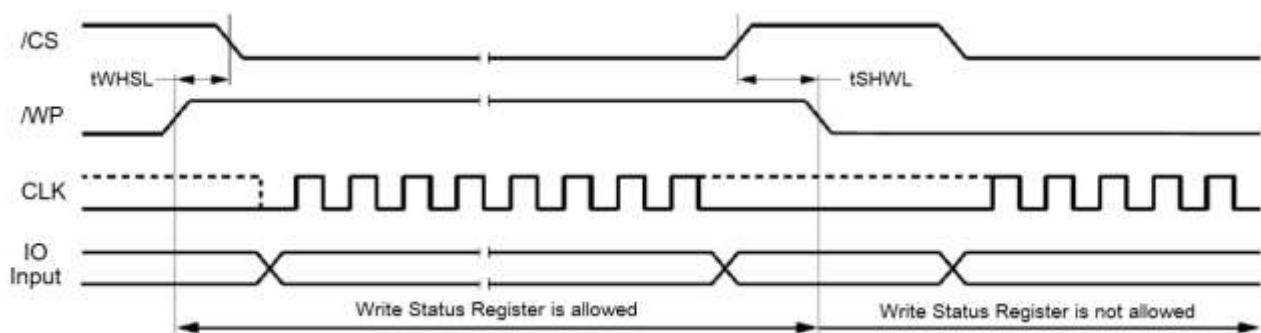 /CS
tWHSL
tSHWL
/WP
CLK
IO
Input
Write Status Register is allowed
Write Status Register is not allowed